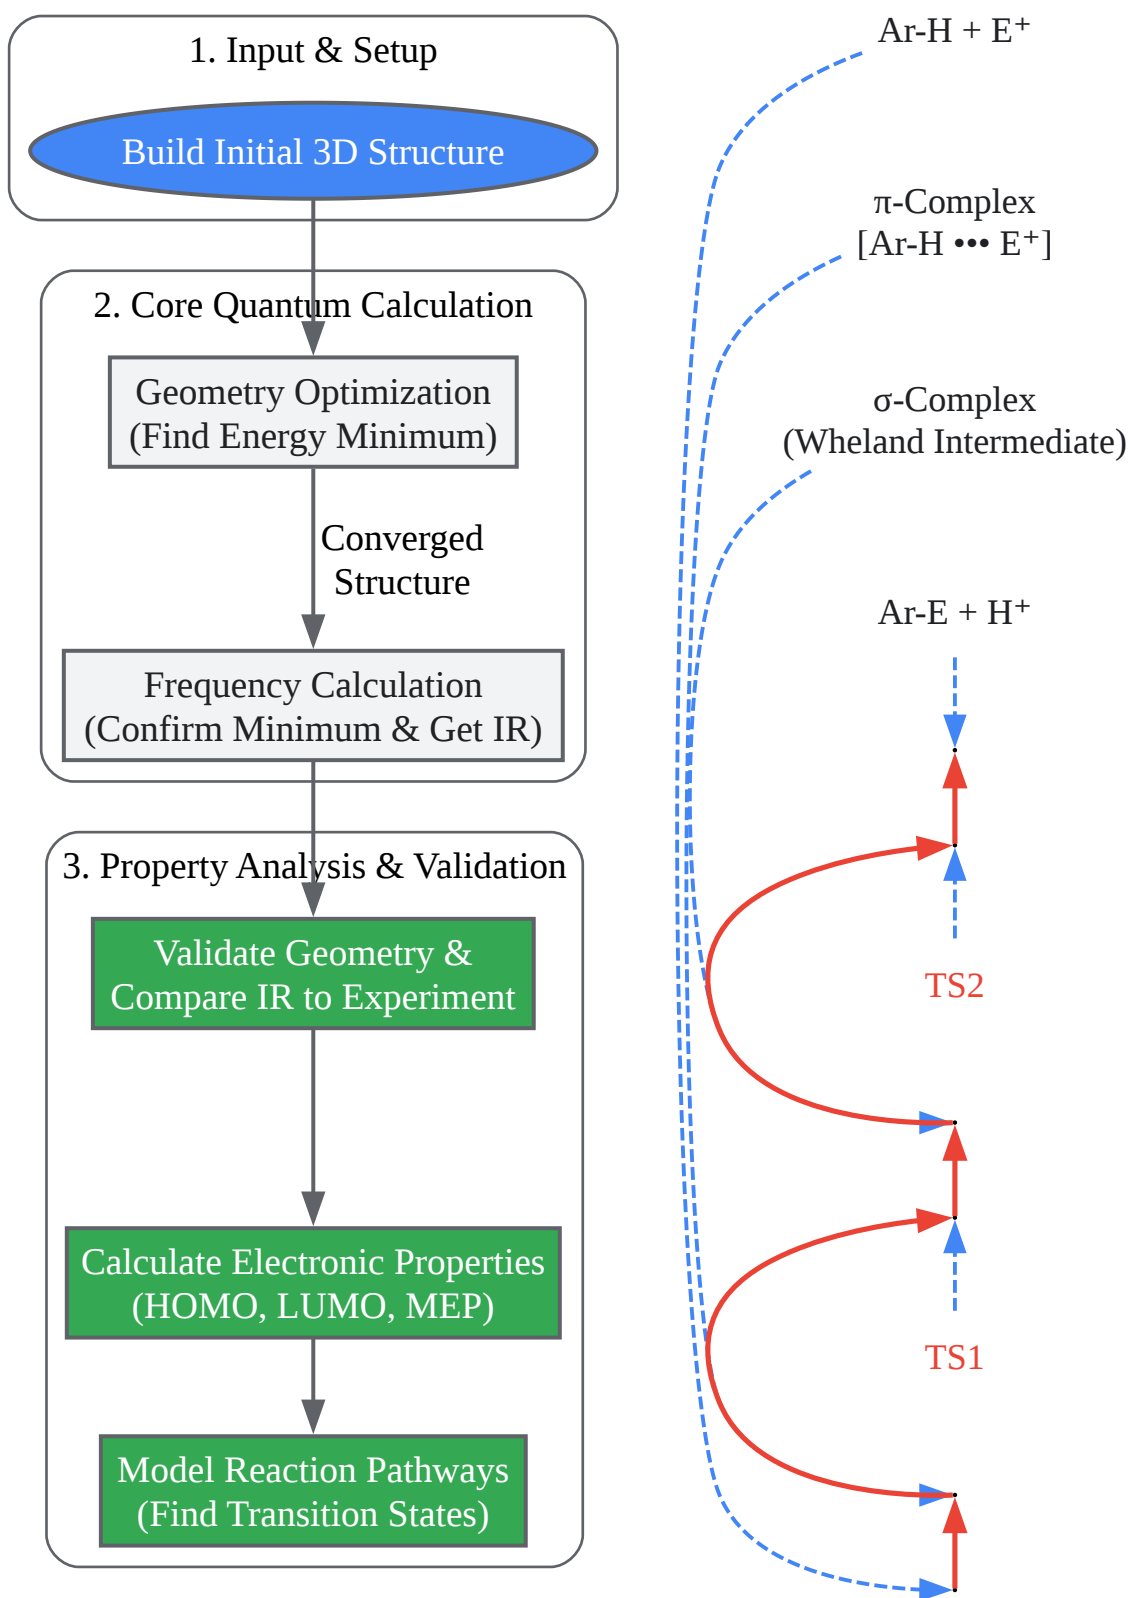 1. Input & Setup
Build Initial 3D Structure
2. Core Quantum Calculation
Geometry Optimization
(Find Energy Minimum)
Converged
Structure
Frequency Calculation
(Confirm Minimum & Get IR)
3. Property Analysis & Validation
Validate Geometry &
Compare IR to Experiment
Calculate Electronic Properties
(HOMO, LUMO, MEP)
Model Reaction Pathways
(Find Transition States)
Ar-H + E⁺
π-Complex
[Ar-H ••• E⁺]
σ-Complex
(Wheland Intermediate)
Ar-E + H⁺
TS2
TS1